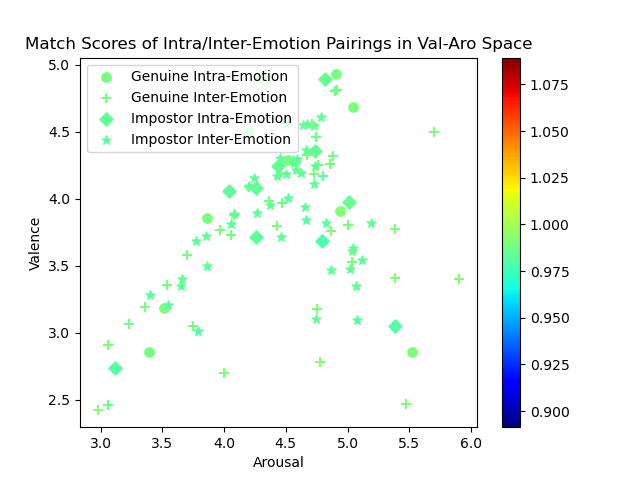 Match Scores of Intra/Inter-Emotion Pairings in Val-Aro Space
Genuine Intra-Emotion
Genuine Inter-Emotion
Impostor Intra-Emotion
Impostor Inter-Emotion
Valence
5.0
4.5
4.0
3.5
3.0
2.5
3.0 3.5 4.0 4.5 5.0 5.5 6.0
Arousal
1.075
1.050
1.025
1.000
0.975
0.950
0.925
0.900